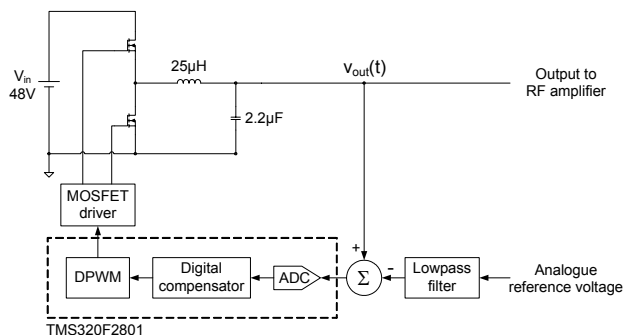 25µH
v_out(t)
V_in
48V
Output to
RF amplifier
2.2µF
MOSFET
driver
+
-
DPWM
Digital
compensator
ADC
Σ
Lowpass
filter
Analogue
reference voltage
TMS320F2801